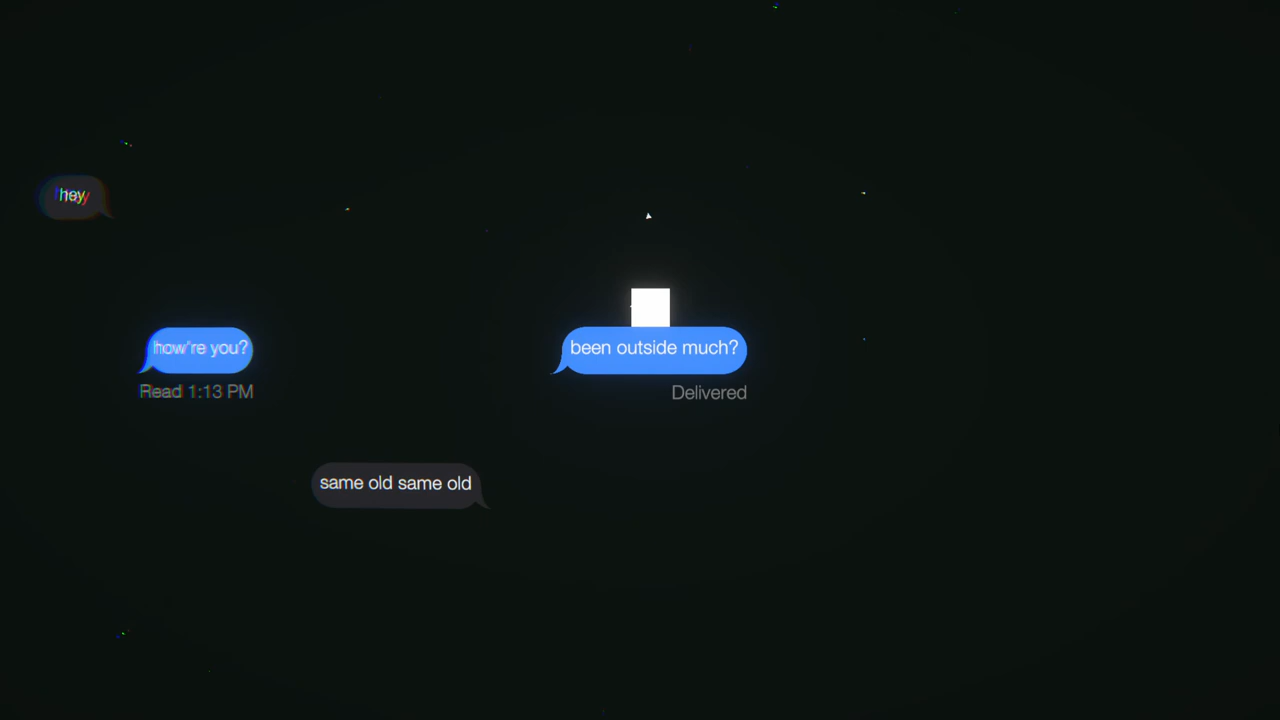 hey
how're you?
Read 1:13 PM
same old same old
been outside much?
Delivered